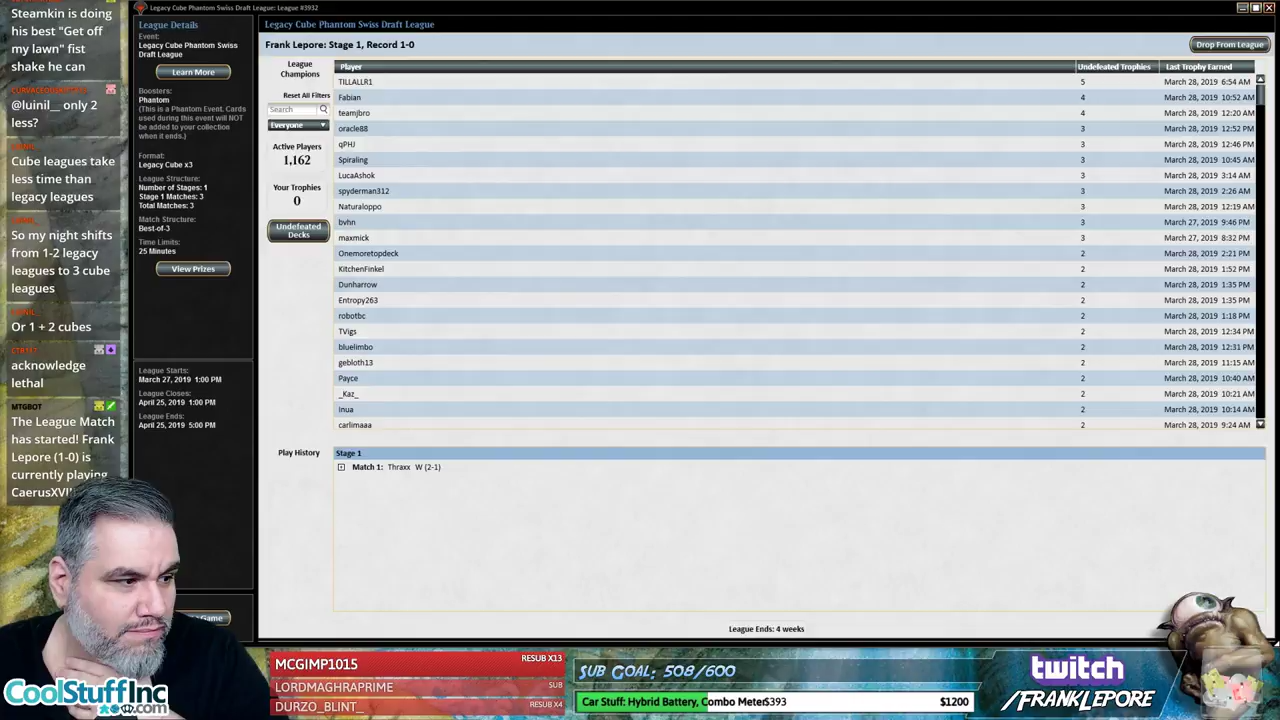 Steamkin is doing
his best "Get off
my lawn" fist
shake he can
@luinil__ only 2
less?
Cube leagues take
less time than
legacy leagues
So my night shifts
from 1-2 legacy
leagues to 3 cube
leagues
Or 1 + 2 cubes
acknowledge
lethal
MTGBOT
The League Match
has started! Frank
Lepore (1-0) is
currently playing
CaerusXVII
Legacy Cube Phantom Swiss Draft League: League #3932
League Details
Event:
Legacy Cube Phantom Swiss
Draft League
Learn More
Boosters:
Phantom
(This is a Phantom Event. Cards
used during this event will NOT
be added to your collection
when it ends.)
Format:
Legacy Cube x3
League Structure:
Number of Stages: 1
Stage 1 Matches: 3
Total Matches: 3
Match Structure:
Best-of-3
Time Limits:
25 Minutes
View Prizes
League Starts:
March 27, 2019 1:00 PM
League Closes:
April 25, 2019 1:00 PM
League Ends:
April 25, 2019 5:00 PM
Game
Legacy Cube Phantom Swiss Draft League
Frank Lepore: Stage 1, Record 1-0
Drop From League
League
Champions
Reset All Filters
Search
Everyone
Active Players
1,162
Your Trophies
0
Undefeated
Decks
Player Undefeated Trophies Last Trophy Earned
TILLALLR1 5 March 28, 2019 6:54 AM
Fabian 4 March 28, 2019 10:52 AM
teamjbro 4 March 28, 2019 12:20 AM
oracle88 3 March 28, 2019 12:52 PM
qPHJ 3 March 28, 2019 12:46 PM
Spiraling 3 March 28, 2019 10:45 AM
LucaAshok 3 March 28, 2019 3:14 AM
spyderman312 3 March 28, 2019 2:26 AM
Naturaloppo 3 March 28, 2019 12:19 AM
bvhn 3 March 27, 2019 9:46 PM
maxmick 3 March 27, 2019 8:32 PM
Onemoretopdeck 2 March 28, 2019 2:21 PM
KitchenFinkel 2 March 28, 2019 1:52 PM
Dunharrow 2 March 28, 2019 1:35 PM
Entropy263 2 March 28, 2019 1:35 PM
robotbc 2 March 28, 2019 1:18 PM
TVigs 2 March 28, 2019 12:34 PM
bluelimbo 2 March 28, 2019 12:31 PM
gebloth13 2 March 28, 2019 11:15 AM
Payce 2 March 28, 2019 10:40 AM
_Kaz_ 2 March 28, 2019 10:21 AM
Inua 2 March 28, 2019 10:14 AM
carlimaaa 2 March 28, 2019 9:24 AM
Play History
Stage 1
Match 1: Thraxx W (2-1)
League Ends: 4 weeks
CoolStuffInc
.com
MCGIMP1015 RESUB X13
LORDMAGHRAPRIME SUB
DURZO_BLINT_ RESUB X4
SUB GOAL: 508/600
Car Stuff: Hybrid Battery, Combo Meter$393 $1200
twitch
/FRANKLEPORE